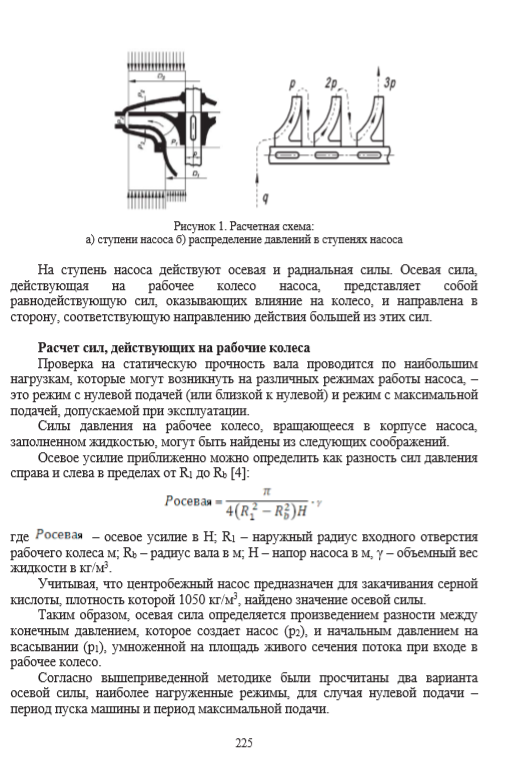 p
2p
3p
q
Рисунок 1. Расчетная схема:
а) ступени насоса б) распределение давлений в ступенях насоса
На ступень насоса действуют осевая и радиальная силы. Осевая сила,
действующая на рабочее колесо насоса, представляет собой
равнодействующую сил, оказывающих влияние на колесо, и направлена в
сторону, соответствующую направлению действия большей из этих сил.
Расчет сил, действующих на рабочие колеса
Проверка на статическую прочность вала проводится по наибольшим
нагрузкам, которые могут возникнуть на различных режимах работы насоса, –
это режим с нулевой подачей (или близкой к нулевой) и режим с максимальной
подачей, допускаемой при эксплуатации.
Силы давления на рабочее колесо, вращающееся в корпусе насоса,
заполненном жидкостью, могут быть найдены из следующих соображений.
Осевое усилие приближенно можно определить как разность сил давления
справа и слева в пределах от R₁ до Rb [4]:
Pосевая = π / 4(R₁² − Rb²)H · γ
где Pосевая – осевое усилие в Н; R₁ – наружный радиус входного отверстия
рабочего колеса м; Rb – радиус вала в м; H – напор насоса в м, γ – объемный вес
жидкости в кг/м³.
Учитывая, что центробежный насос предназначен для закачивания серной
кислоты, плотность которой 1050 кг/м³, найдено значение осевой силы.
Таким образом, осевая сила определяется произведением разности между
конечным давлением, которое создает насос (p₂), и начальным давлением на
всасывании (p₁), умноженной на площадь живого сечения потока при входе в
рабочее колесо.
Согласно вышеприведенной методике были просчитаны два варианта
осевой силы, наиболее нагруженные режимы, для случая нулевой подачи –
период пуска машины и период максимальной подачи.
225